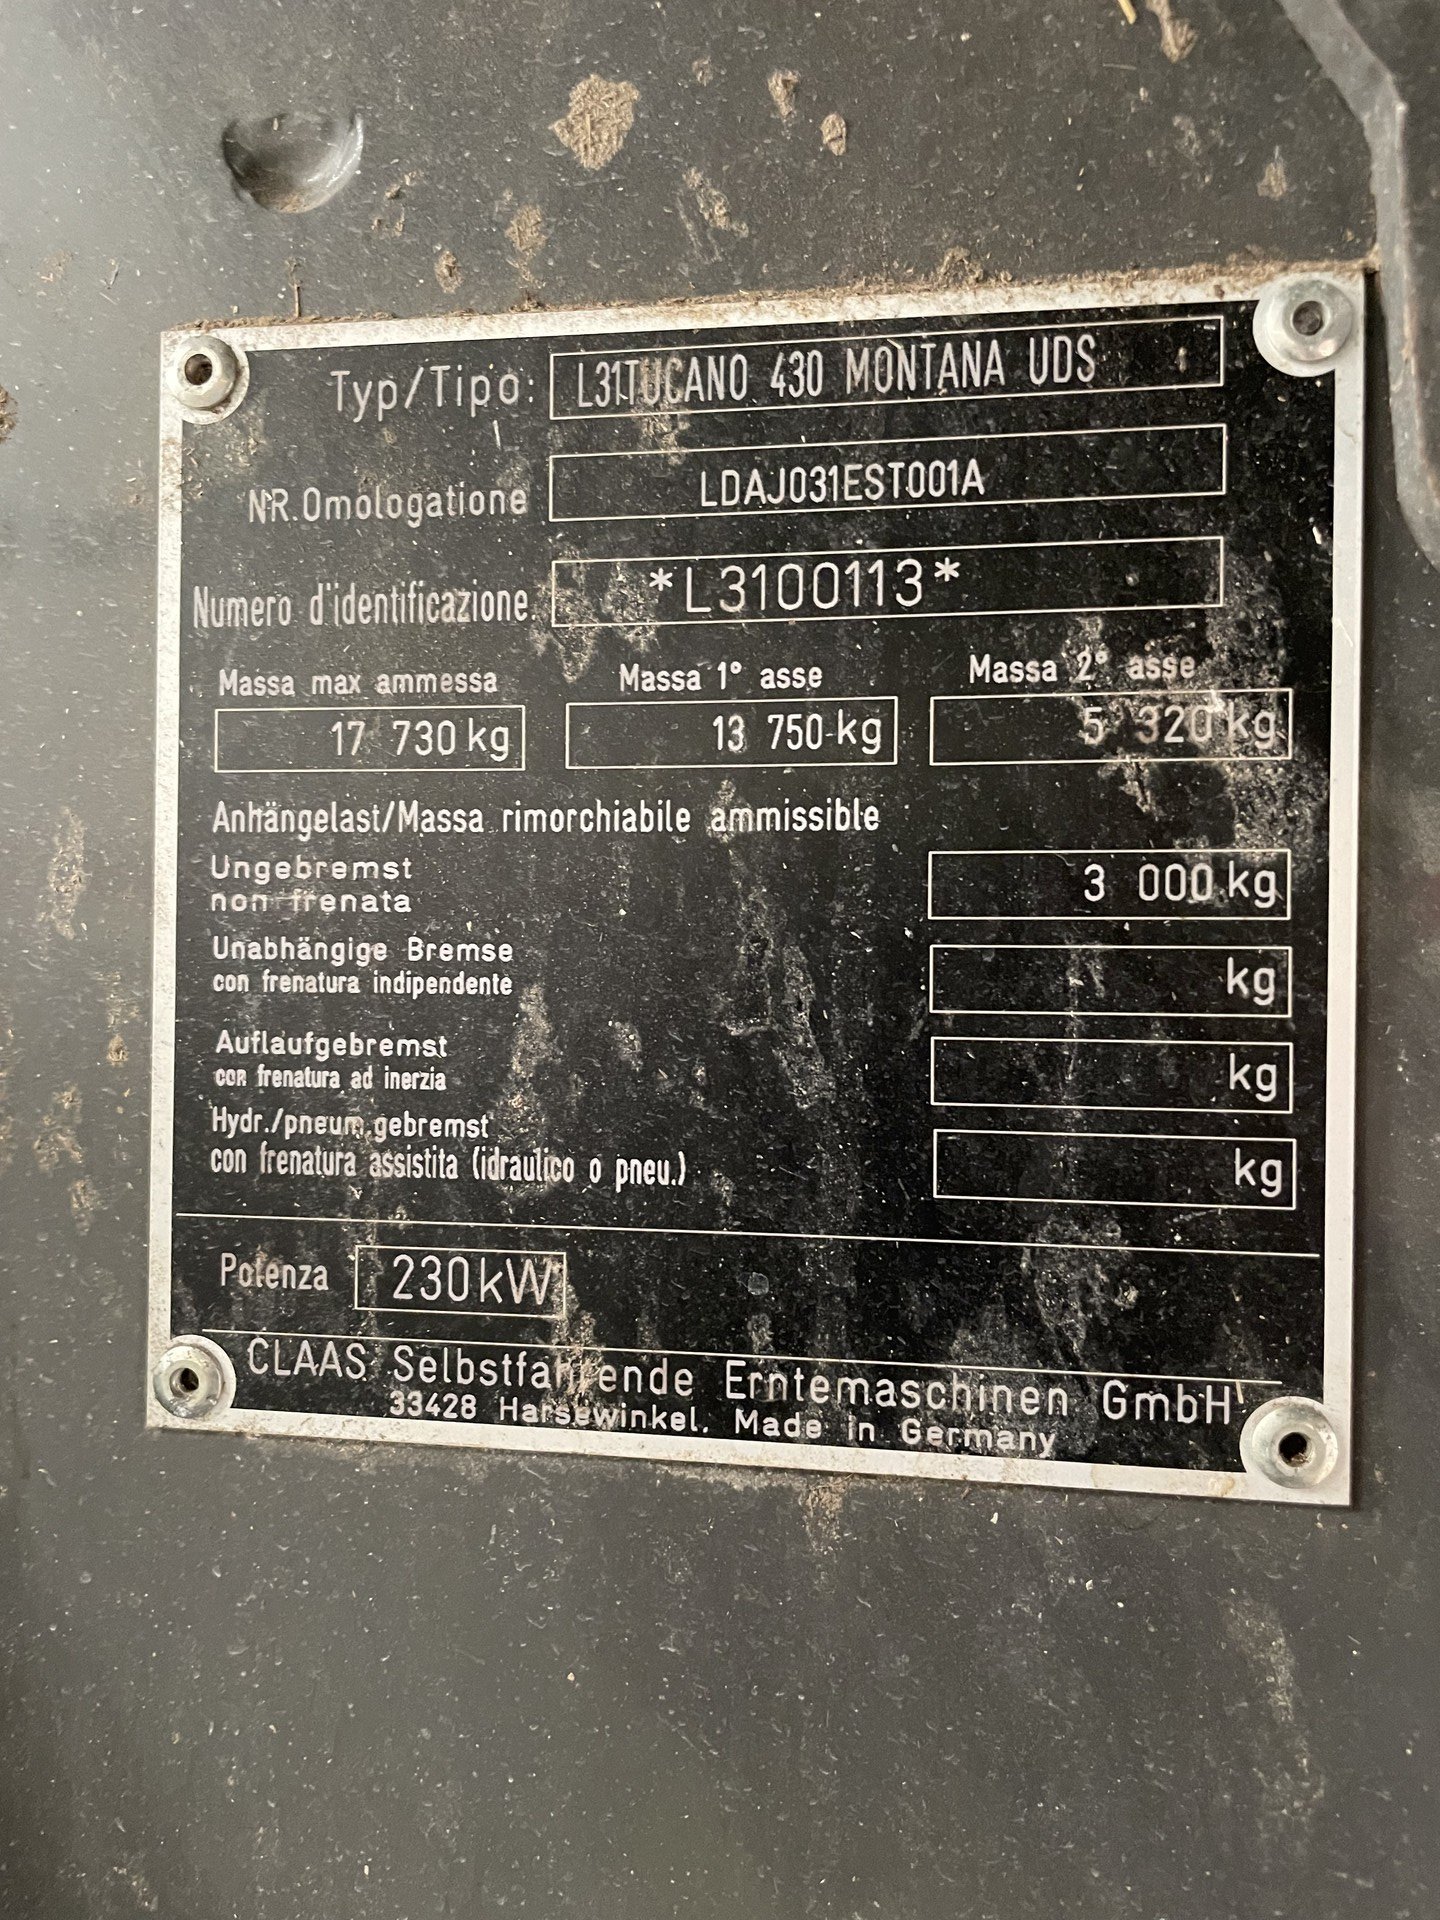 Typ/Tipo: L31TUCANO 430 MONTANA UDS
NR. Omologatione LDAJ031EST001A
Numero d'identificazione. *L3100113*
Massa max ammessa Massa 1° asse Massa 2° asse
17 730 kg 13 750 kg 5 320 kg
Anhängelast/Massa rimorchiabile ammissible
Ungebremst
non frenata 3 000 kg
Unabhängige Bremse
con frenatura indipendente kg
Auflaufgebremst
con frenatura ad inerzia kg
Hydr./pneum.gebremst
con frenatura assistita (idraulico o pneu.) kg
Potenza 230 kW
CLAAS Selbstfahrende Erntemaschinen GmbH
33428 Harsewinkel. Made in Germany